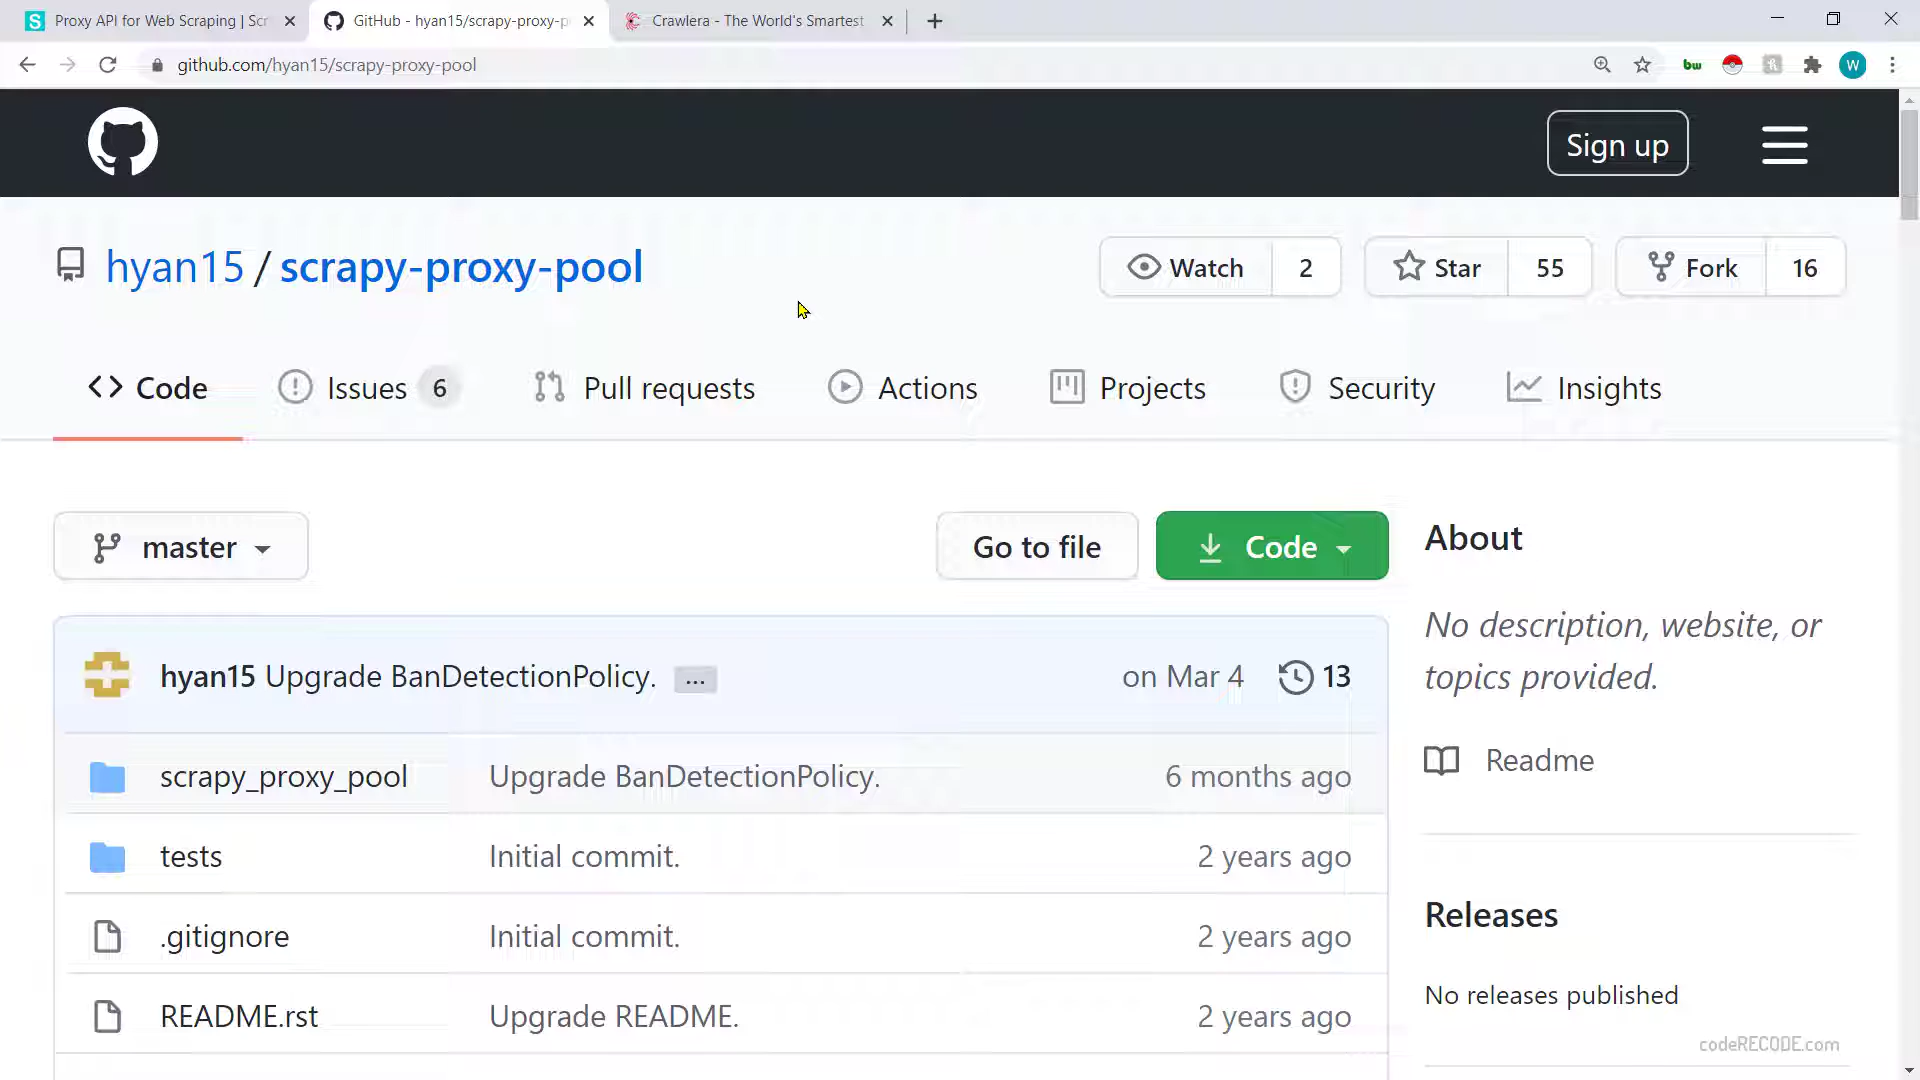 Proxy API for Web Scraping | Scr
GitHub - hyan15/scrapy-proxy-p
Crawlera - The World's Smartest
github.com/hyan15/scrapy-proxy-pool
bw
W
Sign up
hyan15 / scrapy-proxy-pool
Watch 2
Star 55
Fork 16
Code
Issues 6
Pull requests
Actions
Projects
Security
Insights
master
Go to file
Code
About
No description, website, or
topics provided.
hyan15 Upgrade BanDetectionPolicy. ...
on Mar 4
13
scrapy_proxy_pool Upgrade BanDetectionPolicy. 6 months ago
Readme
tests Initial commit. 2 years ago
.gitignore Initial commit. 2 years ago
README.rst Upgrade README. 2 years ago
Releases
No releases published
codeRECODE.com